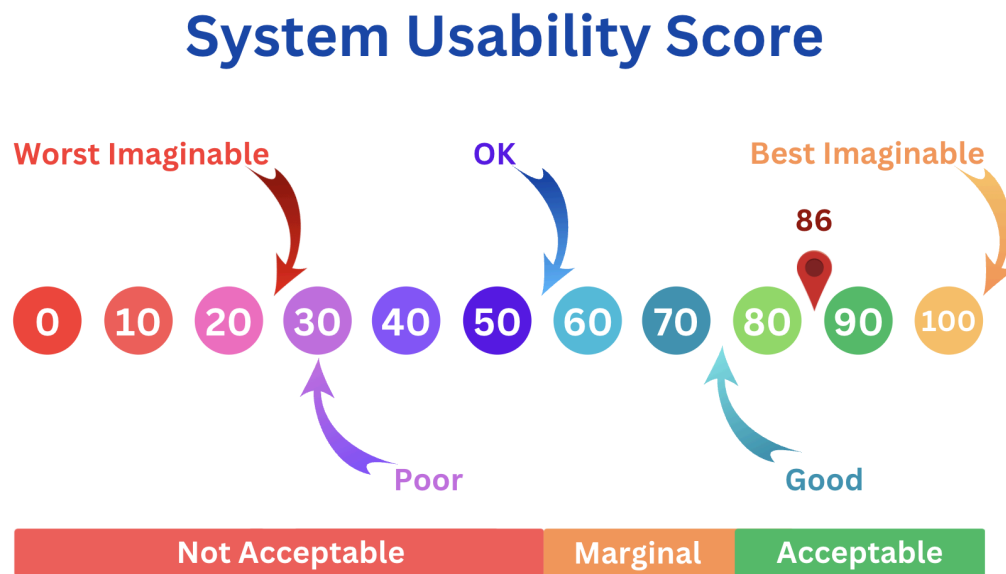 System Usability Score
Worst Imaginable
OK
Best Imaginable
86
0 10 20 30 40 50 60 70 80 90 100
Poor
Good
Not Acceptable Marginal Acceptable